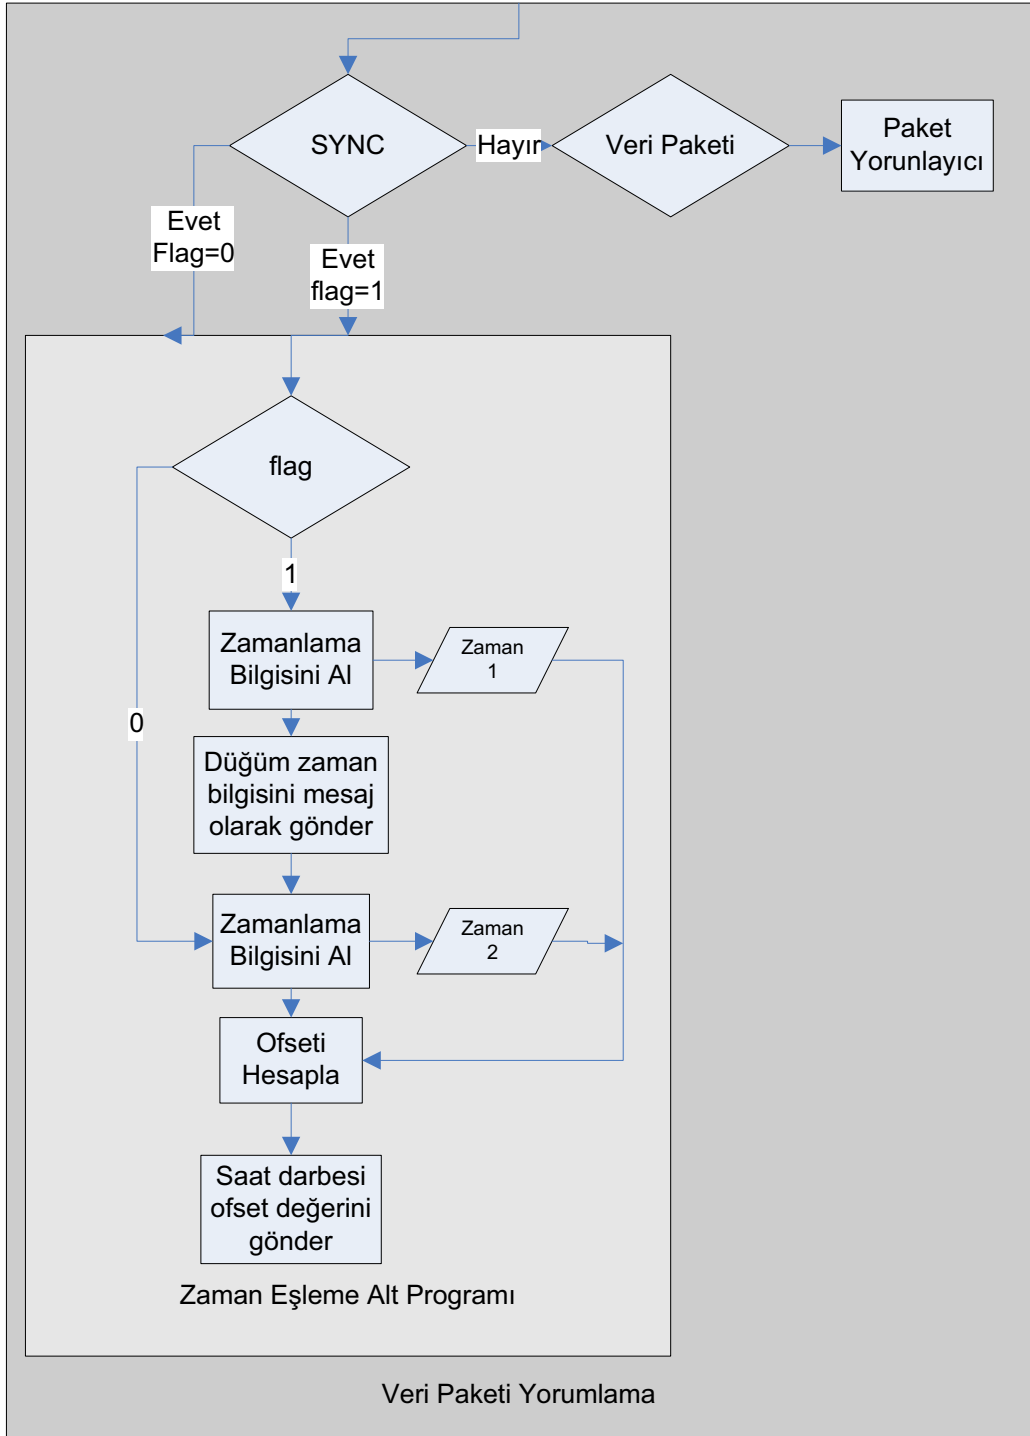 SYNC
Hayır
Veri Paketi
Paket
Yorunlayıcı
Evet
Flag=0
Evet
flag=1
flag
1
Zamanlama
Bilgisini Al
Zaman
1
0
Düğüm zaman
bilgisini mesaj
olarak gönder
Zamanlama
Bilgisini Al
Zaman
2
Ofseti
Hesapla
Saat darbesi
ofset değerini
gönder
Zaman Eşleme Alt Programı
Veri Paketi Yorumlama